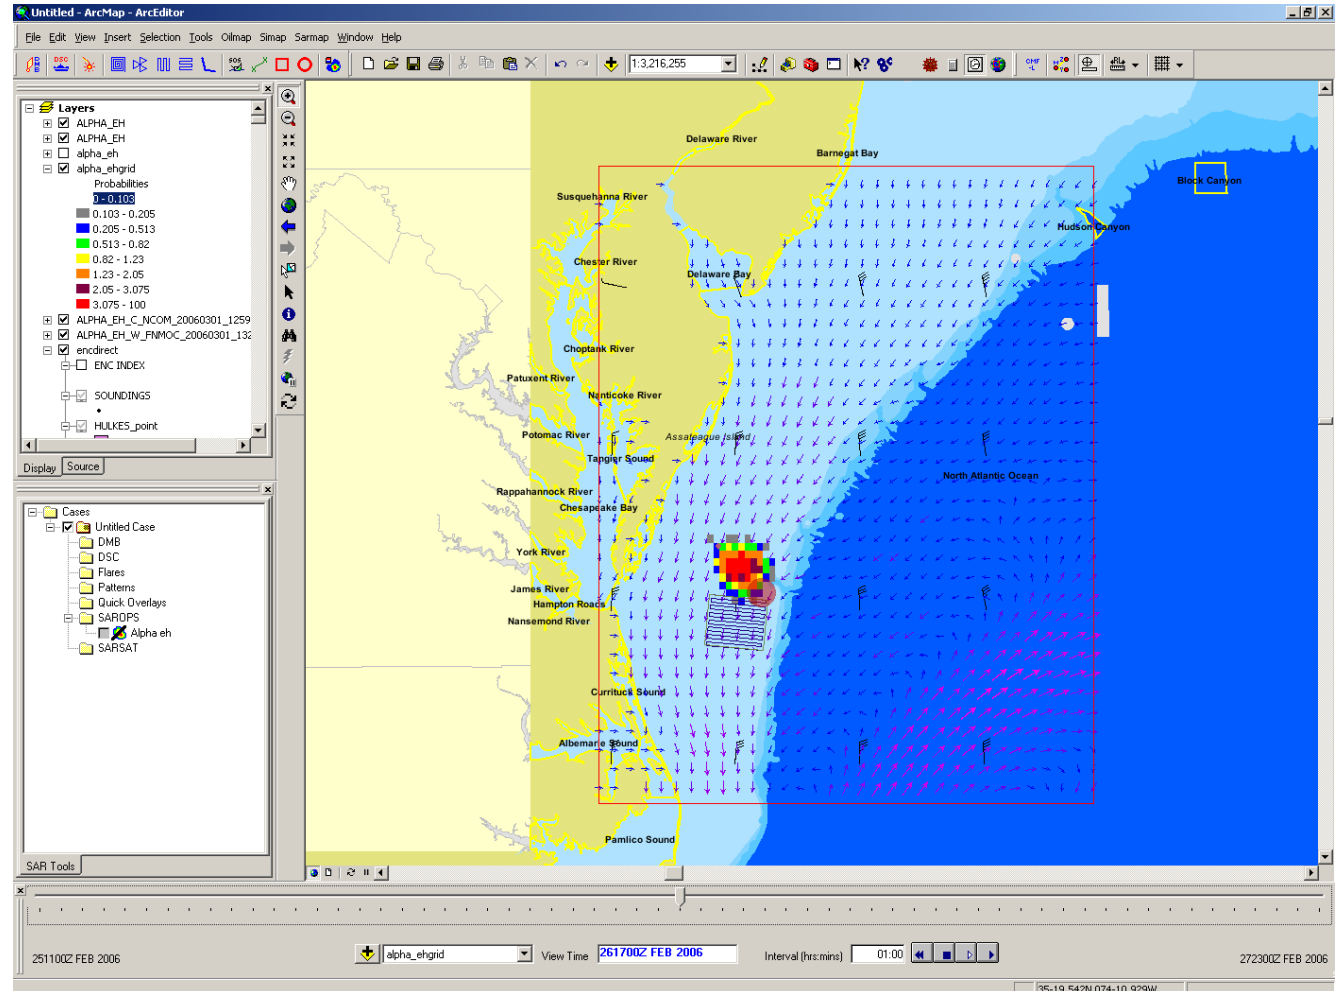 Untitled - ArcMap - ArcEditor
File Edit View Insert Selection Tools Oilmap Simap Sarmap Window Help
1:3,216,255
Layers
ALPHA_EH
ALPHA_EH
alpha_eh
alpha_ehgrid
Probabilities
0 - 0.103
0.103 - 0.205
0.205 - 0.513
0.513 - 0.82
0.82 - 1.23
1.23 - 2.05
2.05 - 3.075
3.075 - 100
ALPHA_EH_C_NCOM_20060301_1259
ALPHA_EH_W_FNMOC_20060301_132
encdirect
ENC INDEX
SOUNDINGS
HULKES_point
Display Source
Cases
Untitled Case
DMB
DSC
Flares
Patterns
Quick Overlays
SAROPS
Alpha eh
SARSAT
SAR Tools
Delaware River
Barnegat Bay
Block Canyon
Susquehanna River
Hudson Canyon
Chester River
Delaware Bay
Choptank River
Patuxent River
Nanticoke River
Potomac River
Assateague Island
Tangier Sound
North Atlantic Ocean
Rappahannock River
Chesapeake Bay
York River
James River
Hampton Roads
Nansemond River
Currituck Sound
Albemarle Sound
Pamlico Sound
251100Z FEB 2006
alpha_ehgrid
View Time
261700Z FEB 2006
Interval (hrs:mins)
01:00
272300Z FEB 2006
35-19.542N 074-10.929W